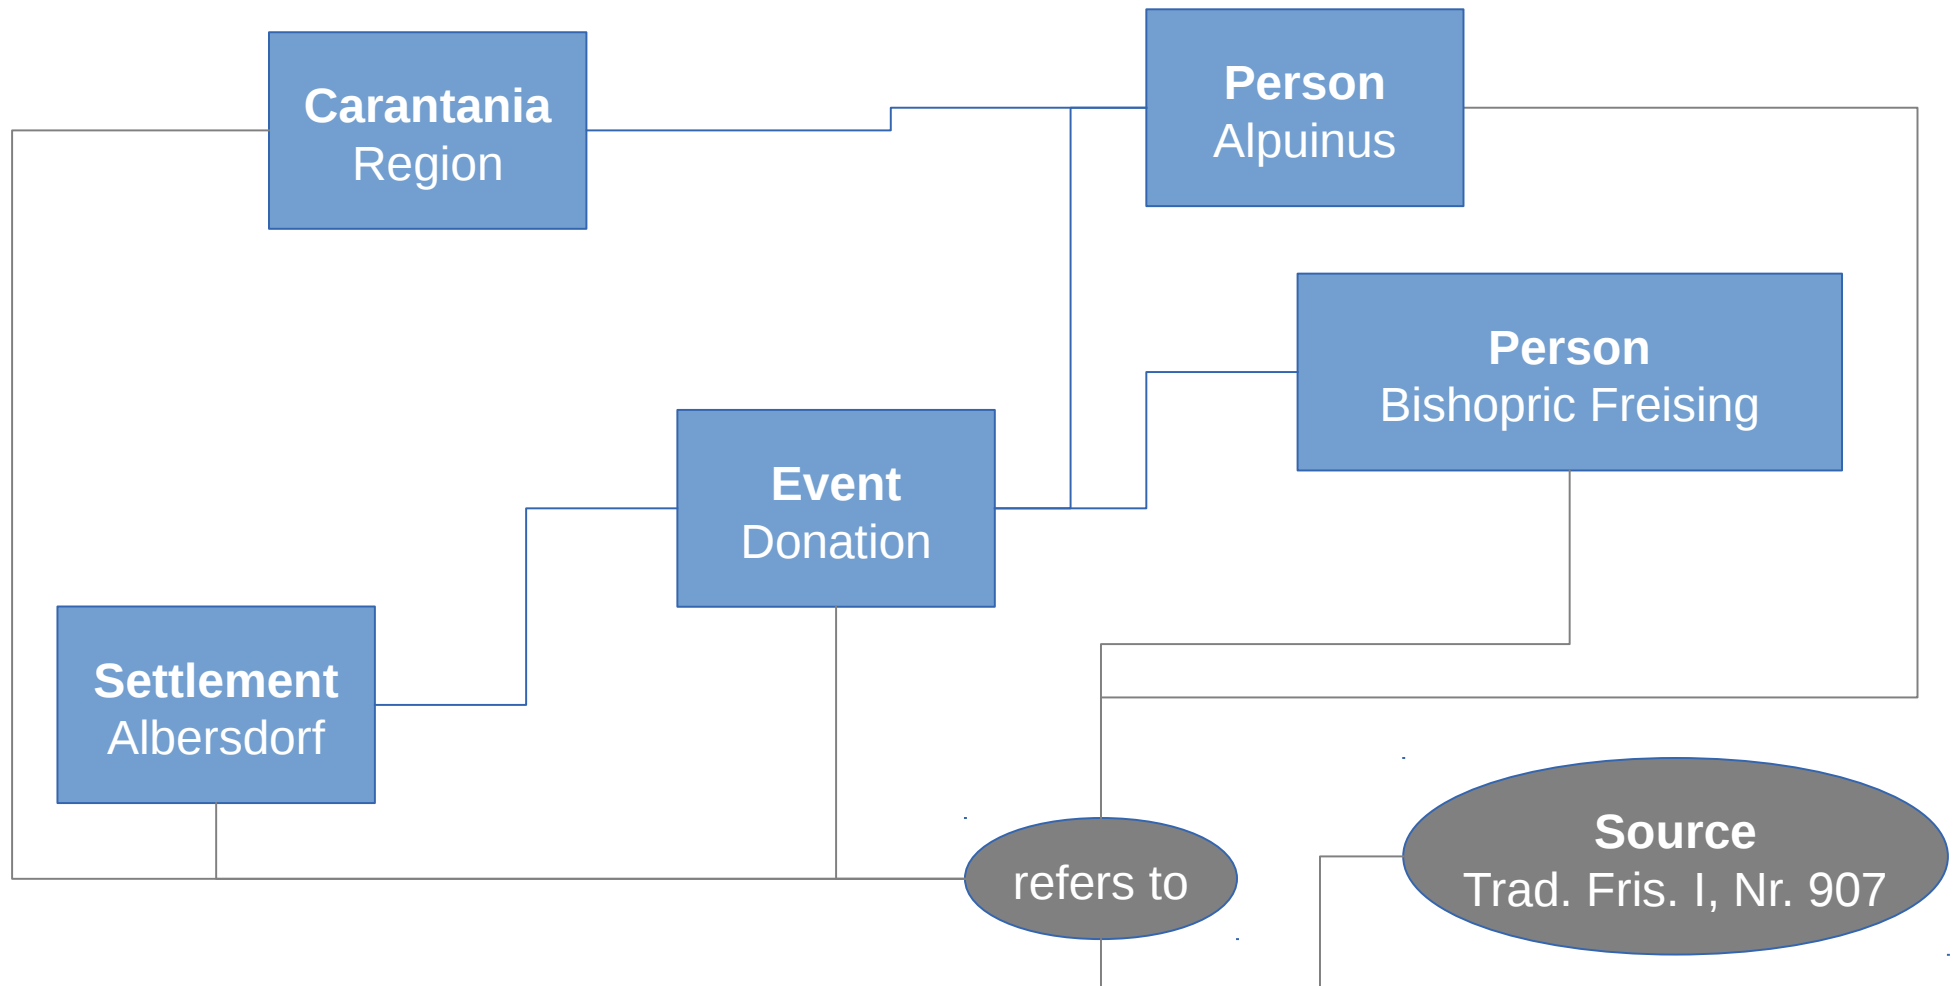 Carantania
Region
Person
Alpuinus
Person
Bishopric Freising
Event
Donation
Settlement
Albersdorf
refers to
Source
Trad. Fris. I, Nr. 907